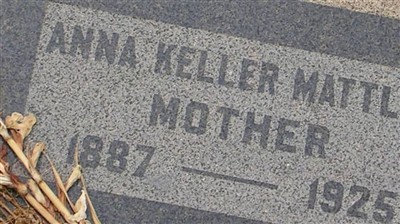 ANNA KELLER MATTL
MOTHER
1887 — 1925